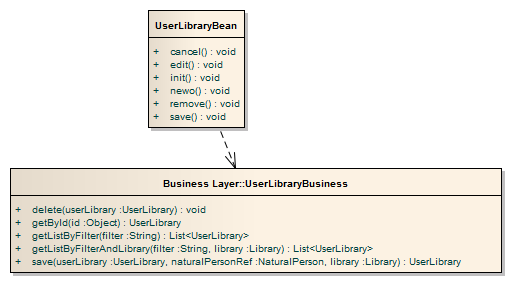 UserLibraryBean
+ cancel() : void
+ edit() : void
+ init() : void
+ newo() : void
+ remove() : void
+ save() : void
Business Layer::UserLibraryBusiness
+ delete(userLibrary :UserLibrary) : void
+ getById(id :Object) : UserLibrary
+ getListByFilter(filter :String) : List<UserLibrary>
+ getListByFilterAndLibrary(filter :String, library :Library) : List<UserLibrary>
+ save(userLibrary :UserLibrary, naturalPersonRef :NaturalPerson, library :Library) : UserLibrary